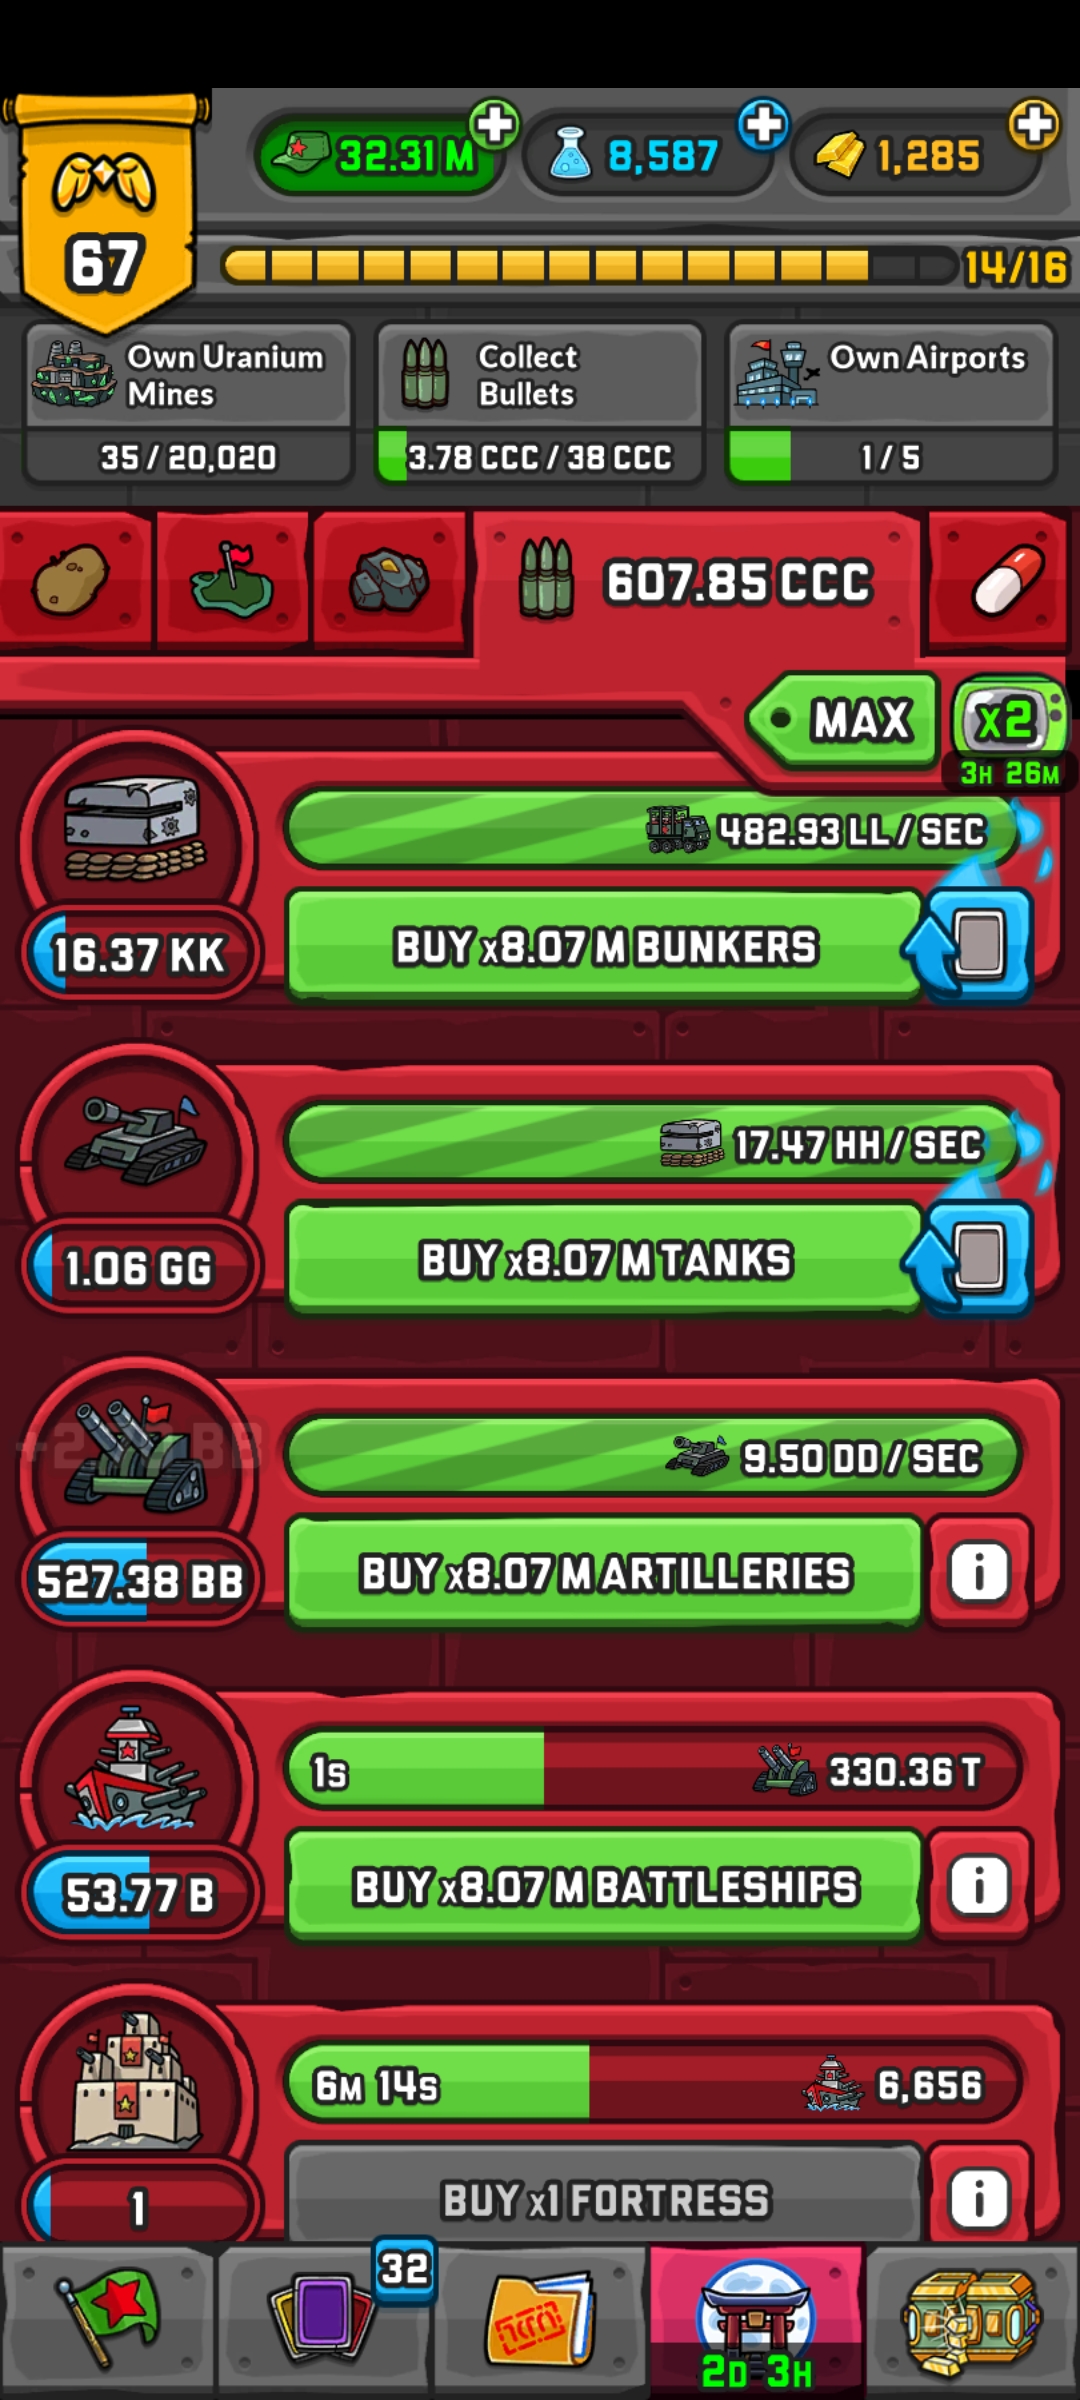 67
32.31 M
8,587
1,285
14/16
Own Uranium
Mines
35 / 20,020
Collect
Bullets
3.78 CCC / 38 CCC
Own Airports
1 / 5
607.85 CCC
MAX
x2
3H 26M
482.93 LL / SEC
16.37 KK
BUY x8.07 M BUNKERS
17.47 HH / SEC
1.06 GG
BUY x8.07 M TANKS
9.50 DD / SEC
527.38 BB
BUY x8.07 M ARTILLERIES
i
1s
330.36 T
53.77 B
BUY x8.07 M BATTLESHIPS
i
6M 14s
6,656
1
BUY x1 FORTRESS
i
32
2D 3H